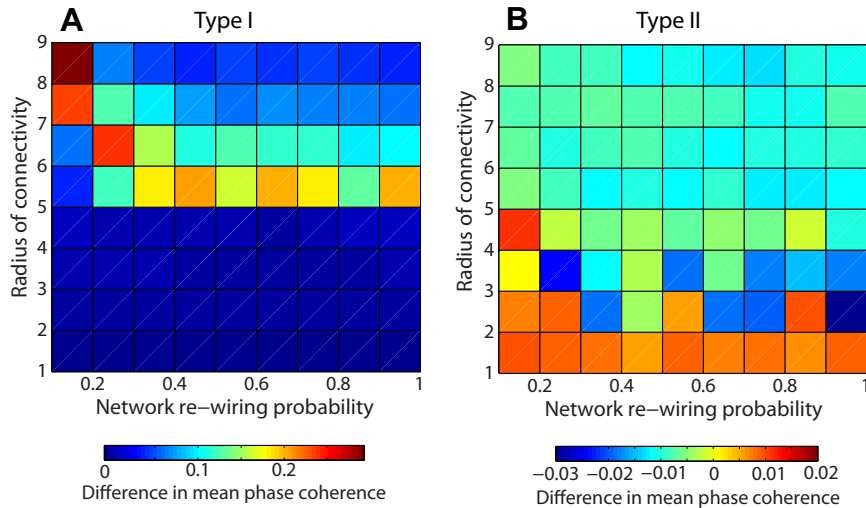 A
Type I
B
Type II
Radius of connectivity
9
8
7
6
5
4
3
2
1
0.2 0.4 0.6 0.8 1
Network re−wiring probability
0 0.1 0.2
Difference in mean phase coherence
Radius of connectivity
9
8
7
6
5
4
3
2
1
0.2 0.4 0.6 0.8 1
Network re−wiring probability
−0.03 −0.02 −0.01 0 0.01 0.02
Difference in mean phase coherence